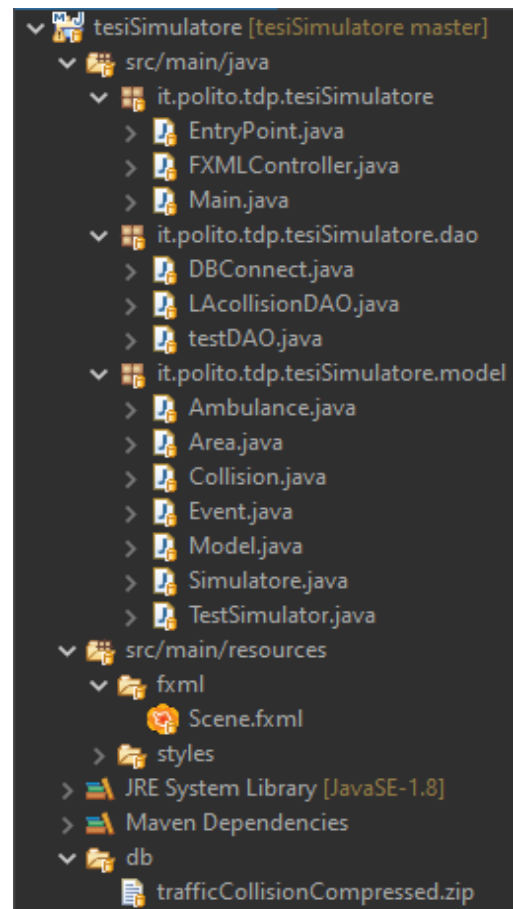 tesiSimulatore [tesiSimulatore master]
src/main/java
it.polito.tdp.tesiSimulatore
EntryPoint.java
FXMLController.java
Main.java
it.polito.tdp.tesiSimulatore.dao
DBConnect.java
LAcollisionDAO.java
testDAO.java
it.polito.tdp.tesiSimulatore.model
Ambulance.java
Area.java
Collision.java
Event.java
Model.java
Simulatore.java
TestSimulator.java
src/main/resources
fxml
Scene.fxml
styles
JRE System Library [JavaSE-1.8]
Maven Dependencies
db
trafficCollisionCompressed.zip